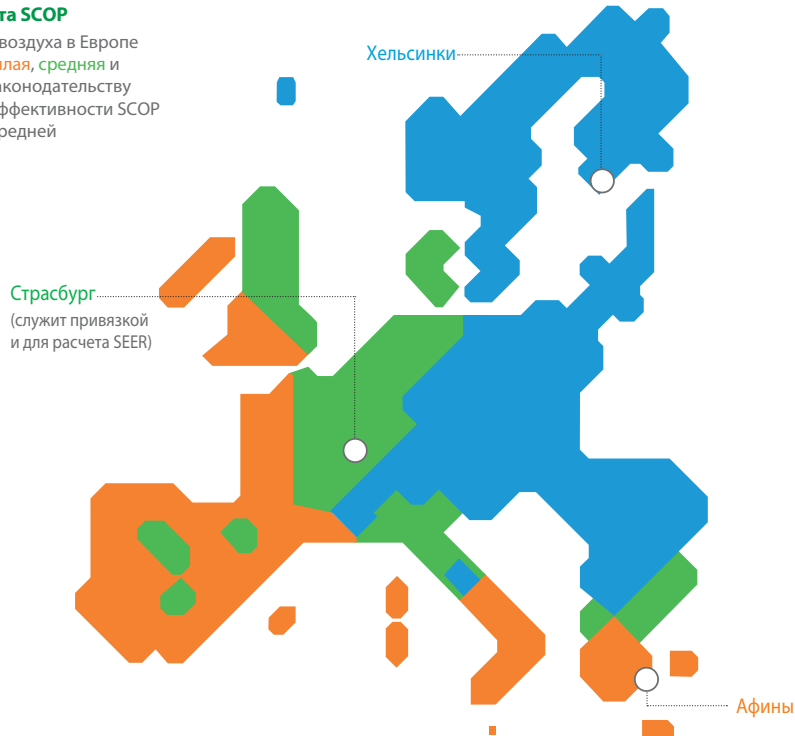 та SCOP
воздуха в Европе
лая, средняя и
аконодательству
ффективности SCOP
редней
Хельсинки
Страсбург
(служит привязкой
и для расчета SEER)
Афины